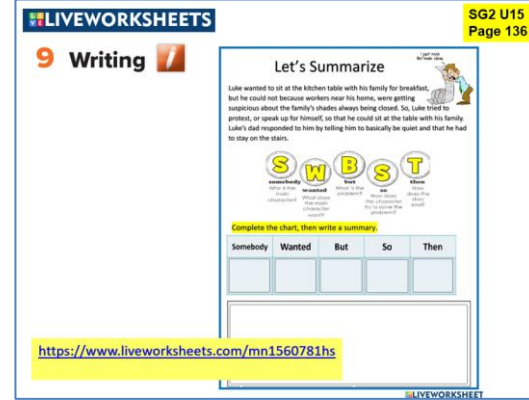 LIVEWORKSHEETS
SG2 U15
Page 136
9 Writing
Let's Summarize
Luke wanted to sit at the kitchen table with his family for breakfast,
but he could not because workers near his home, were getting
suspicious about the family's shades always being closed. So, Luke tried to
protest, or speak up for himself, so that he could sit at the table with his family.
Luke's dad responded to him by telling him to basically be quiet and that he had
to stay on the stairs.
S W B S T
somebody wanted but so then
Who is the main character?
What does the main character want?
What is the problem?
How does the character try to solve the problem?
How does the story end?
Complete the chart, then write a summary.
Somebody Wanted But So Then
https://www.liveworksheets.com/mn1560781hs
LIVEWORKSHEET